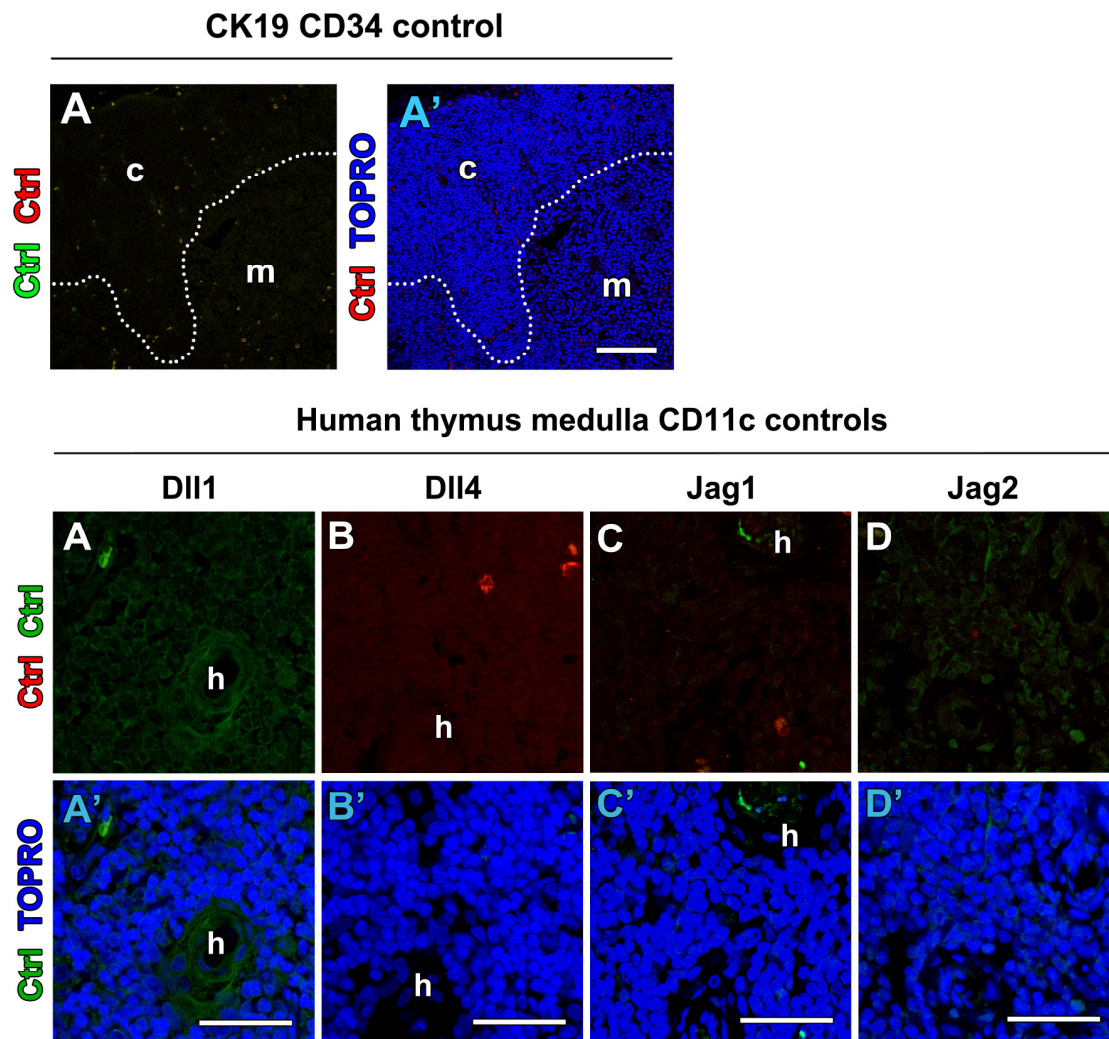 CK19 CD34 control
A
A’
c
c
m
m
Ctrl Ctrl
Ctrl TOPRO
Human thymus medulla CD11c controls
Dll1 Dll4 Jag1 Jag2
Ctrl Ctrl
A
B
C
D
h
h
h
Ctrl TOPRO
A’
B’
C’
D’
h
h
h